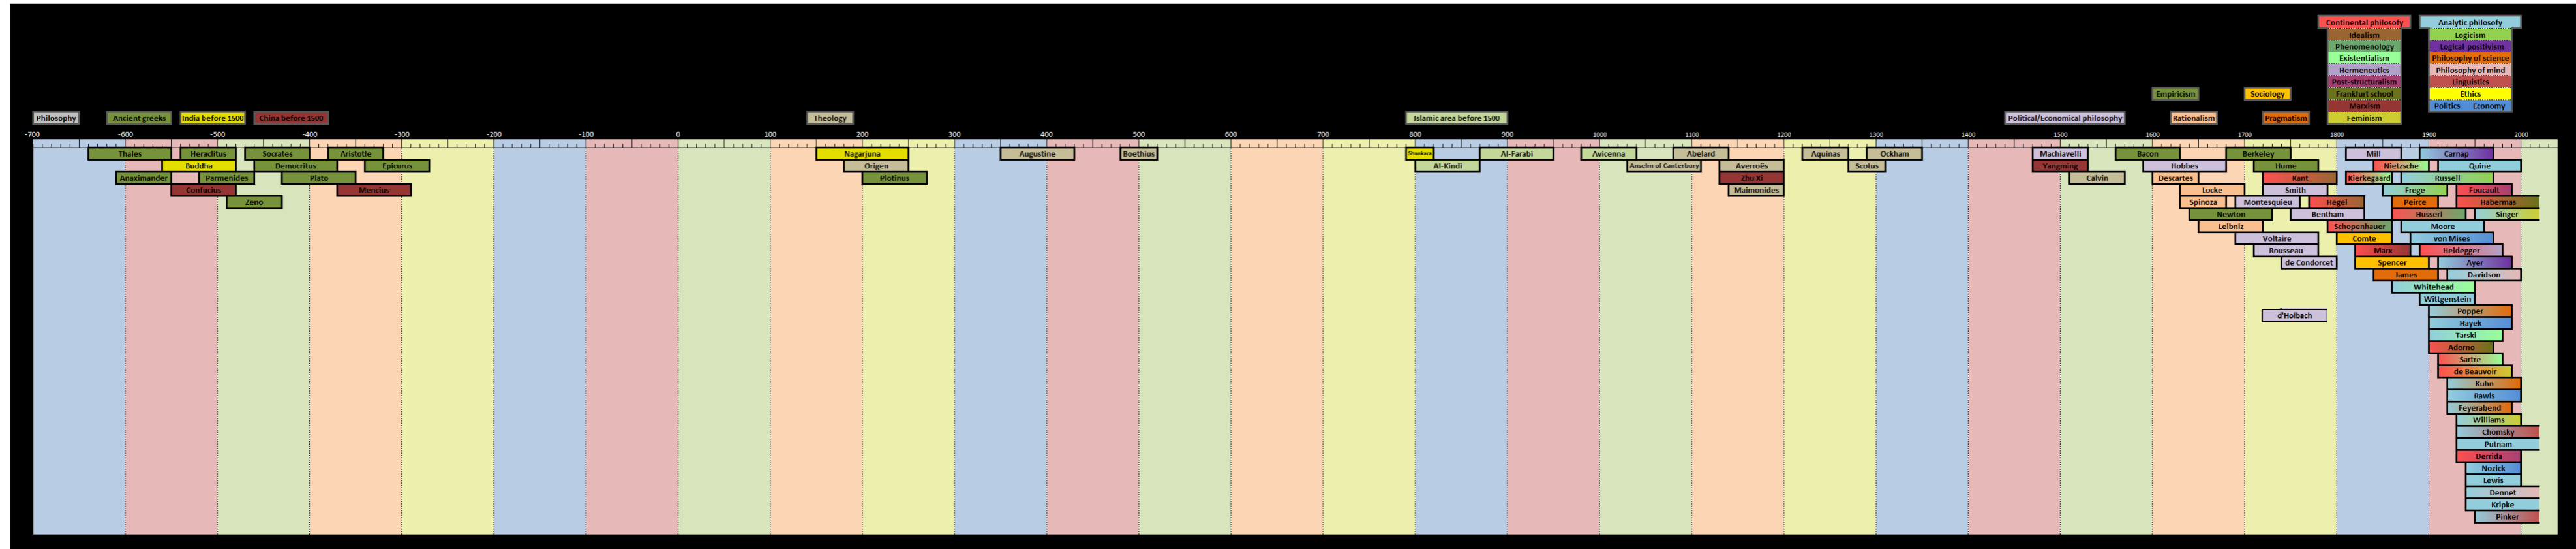 Continental philosofy Analytic philosofy
Idealism Logicism
Phenomenology Logical positivism
Existentialism Philosophy of science
Hermeneutics Philosophy of mind
Post-structuralism Linguistics
Empiricism Sociology Frankfurt school Ethics
Marxism Politics Economy
Philosophy Ancient greeks India before 1500 China before 1500 Theology Islamic area before 1500 Political/Economical philosophy Rationalism Pragmatism Feminism
-700 -600 -500 -400 -300 -200 -100 0 100 200 300 400 500 600 700 800 900 1000 1100 1200 1300 1400 1500 1600 1700 1800 1900 2000
Thales Heraclitus Socrates Aristotle Nagarjuna Augustine Boethius Shankara Al-Farabi Avicenna Abelard Aquinas Ockham Machiavelli Bacon Berkeley Mill Carnap
Buddha Democritus Epicurus Origen Al-Kindi Anselm of Canterbury Averroës Scotus Yangming Hobbes Hume Nietzsche Quine
Anaximander Parmenides Plato Plotinus Zhu Xi Calvin Descartes Kant Kierkegaard Russell
Confucius Mencius Maimonides Locke Smith Frege Foucault
Zeno Spinoza Montesquieu Hegel Peirce Habermas
Newton Bentham Husserl Singer
Leibniz Schopenhauer Moore
Voltaire Comte von Mises
Rousseau Marx Heidegger
de Condorcet Spencer Ayer
James Davidson
Whitehead
Wittgenstein
Popper
d'Holbach
Hayek
Tarski
Adorno
Sartre
de Beauvoir
Kuhn
Rawls
Feyerabend
Williams
Chomsky
Putnam
Derrida
Nozick
Lewis
Dennet
Kripke
Pinker